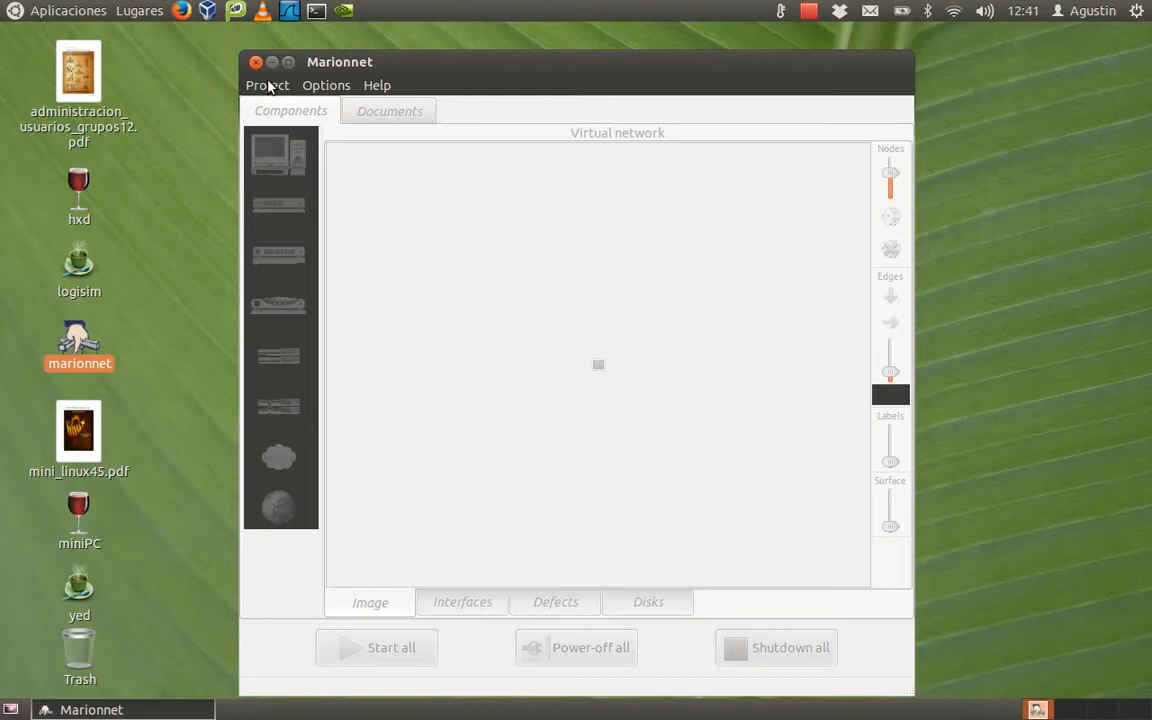 Aplicaciones Lugares 12:41 Agustin
administracion_
usuarios_grupos12.
pdf
hxd
logisim
marionnet
mini_linux45.pdf
miniPC
yed
Trash
Marionnet
Project Options Help
Components Documents
Virtual network
Nodes
Edges
Labels
Surface
Image Interfaces Defects Disks
Start all Power-off all Shutdown all
Marionnet